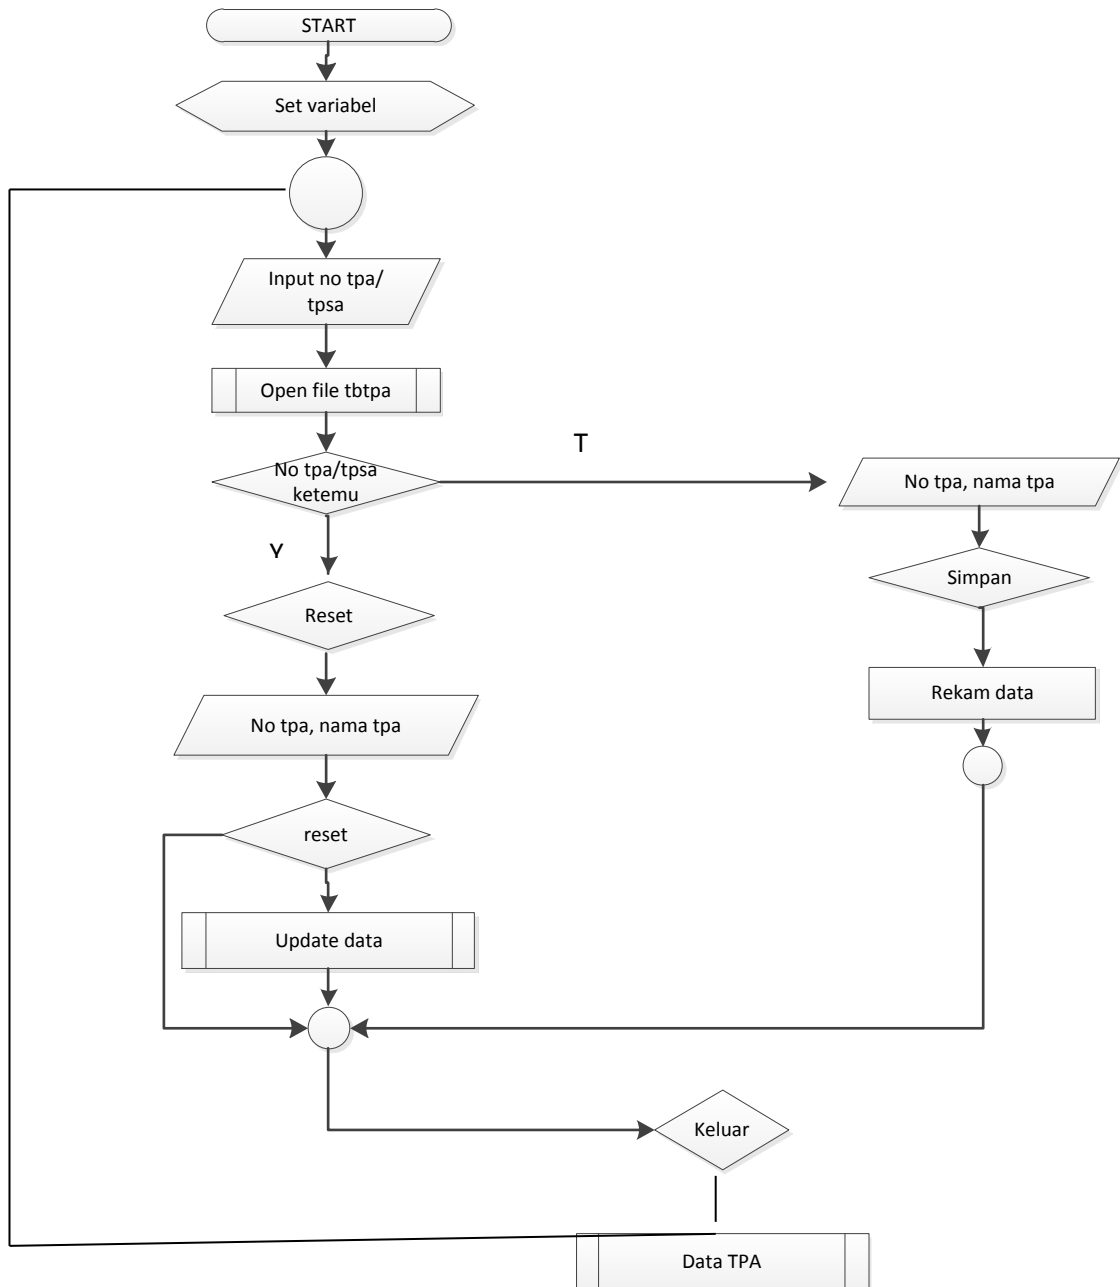 START
Set variabel
Input no tpa/
tpsa
Open file tbtpa
T
No tpa/tpsa
ketemu
No tpa, nama tpa
Y
Simpan
Reset
Rekam data
No tpa, nama tpa
reset
Update data
Keluar
Data TPA